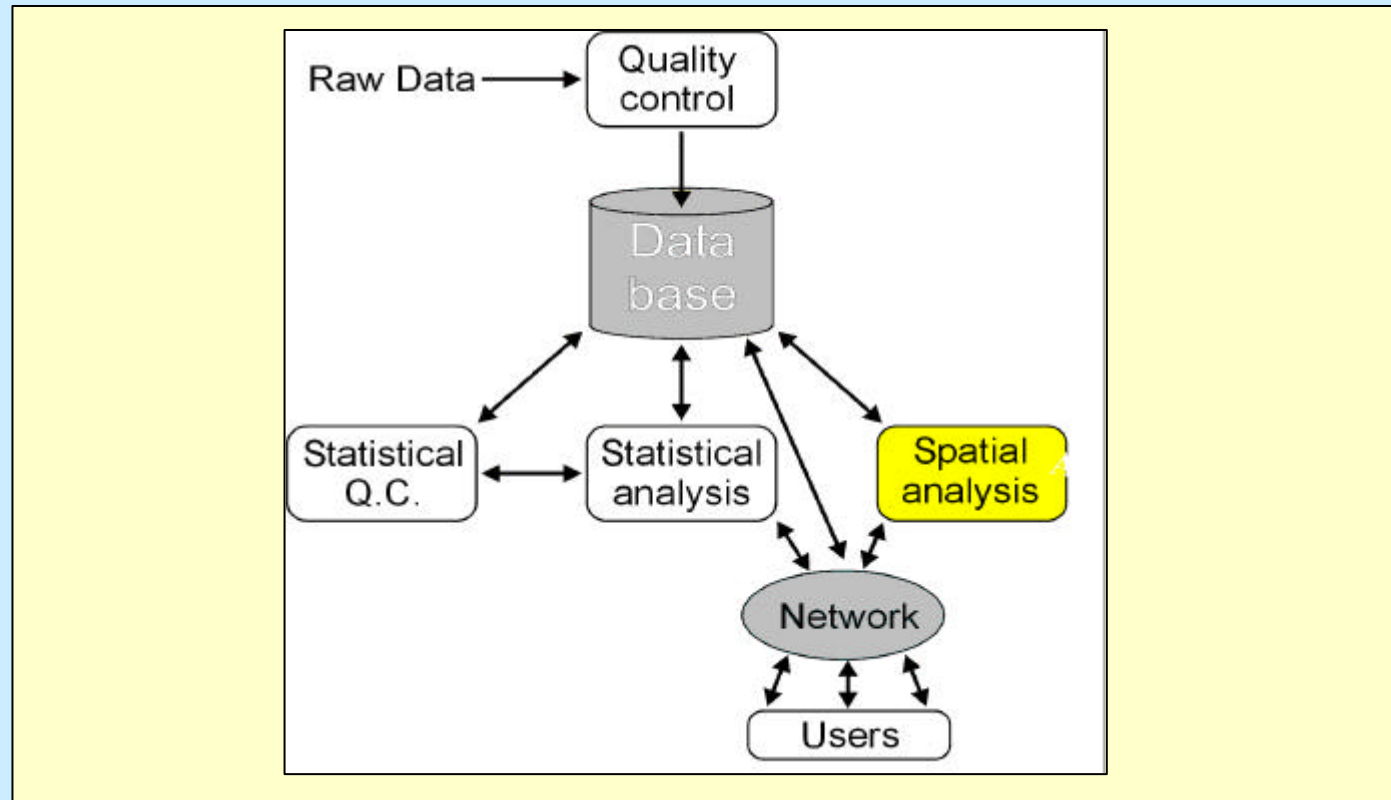 Raw Data
Quality
control
Data
base
Statistical
Q.C.
Statistical
analysis
Spatial
analysis
Network
Users